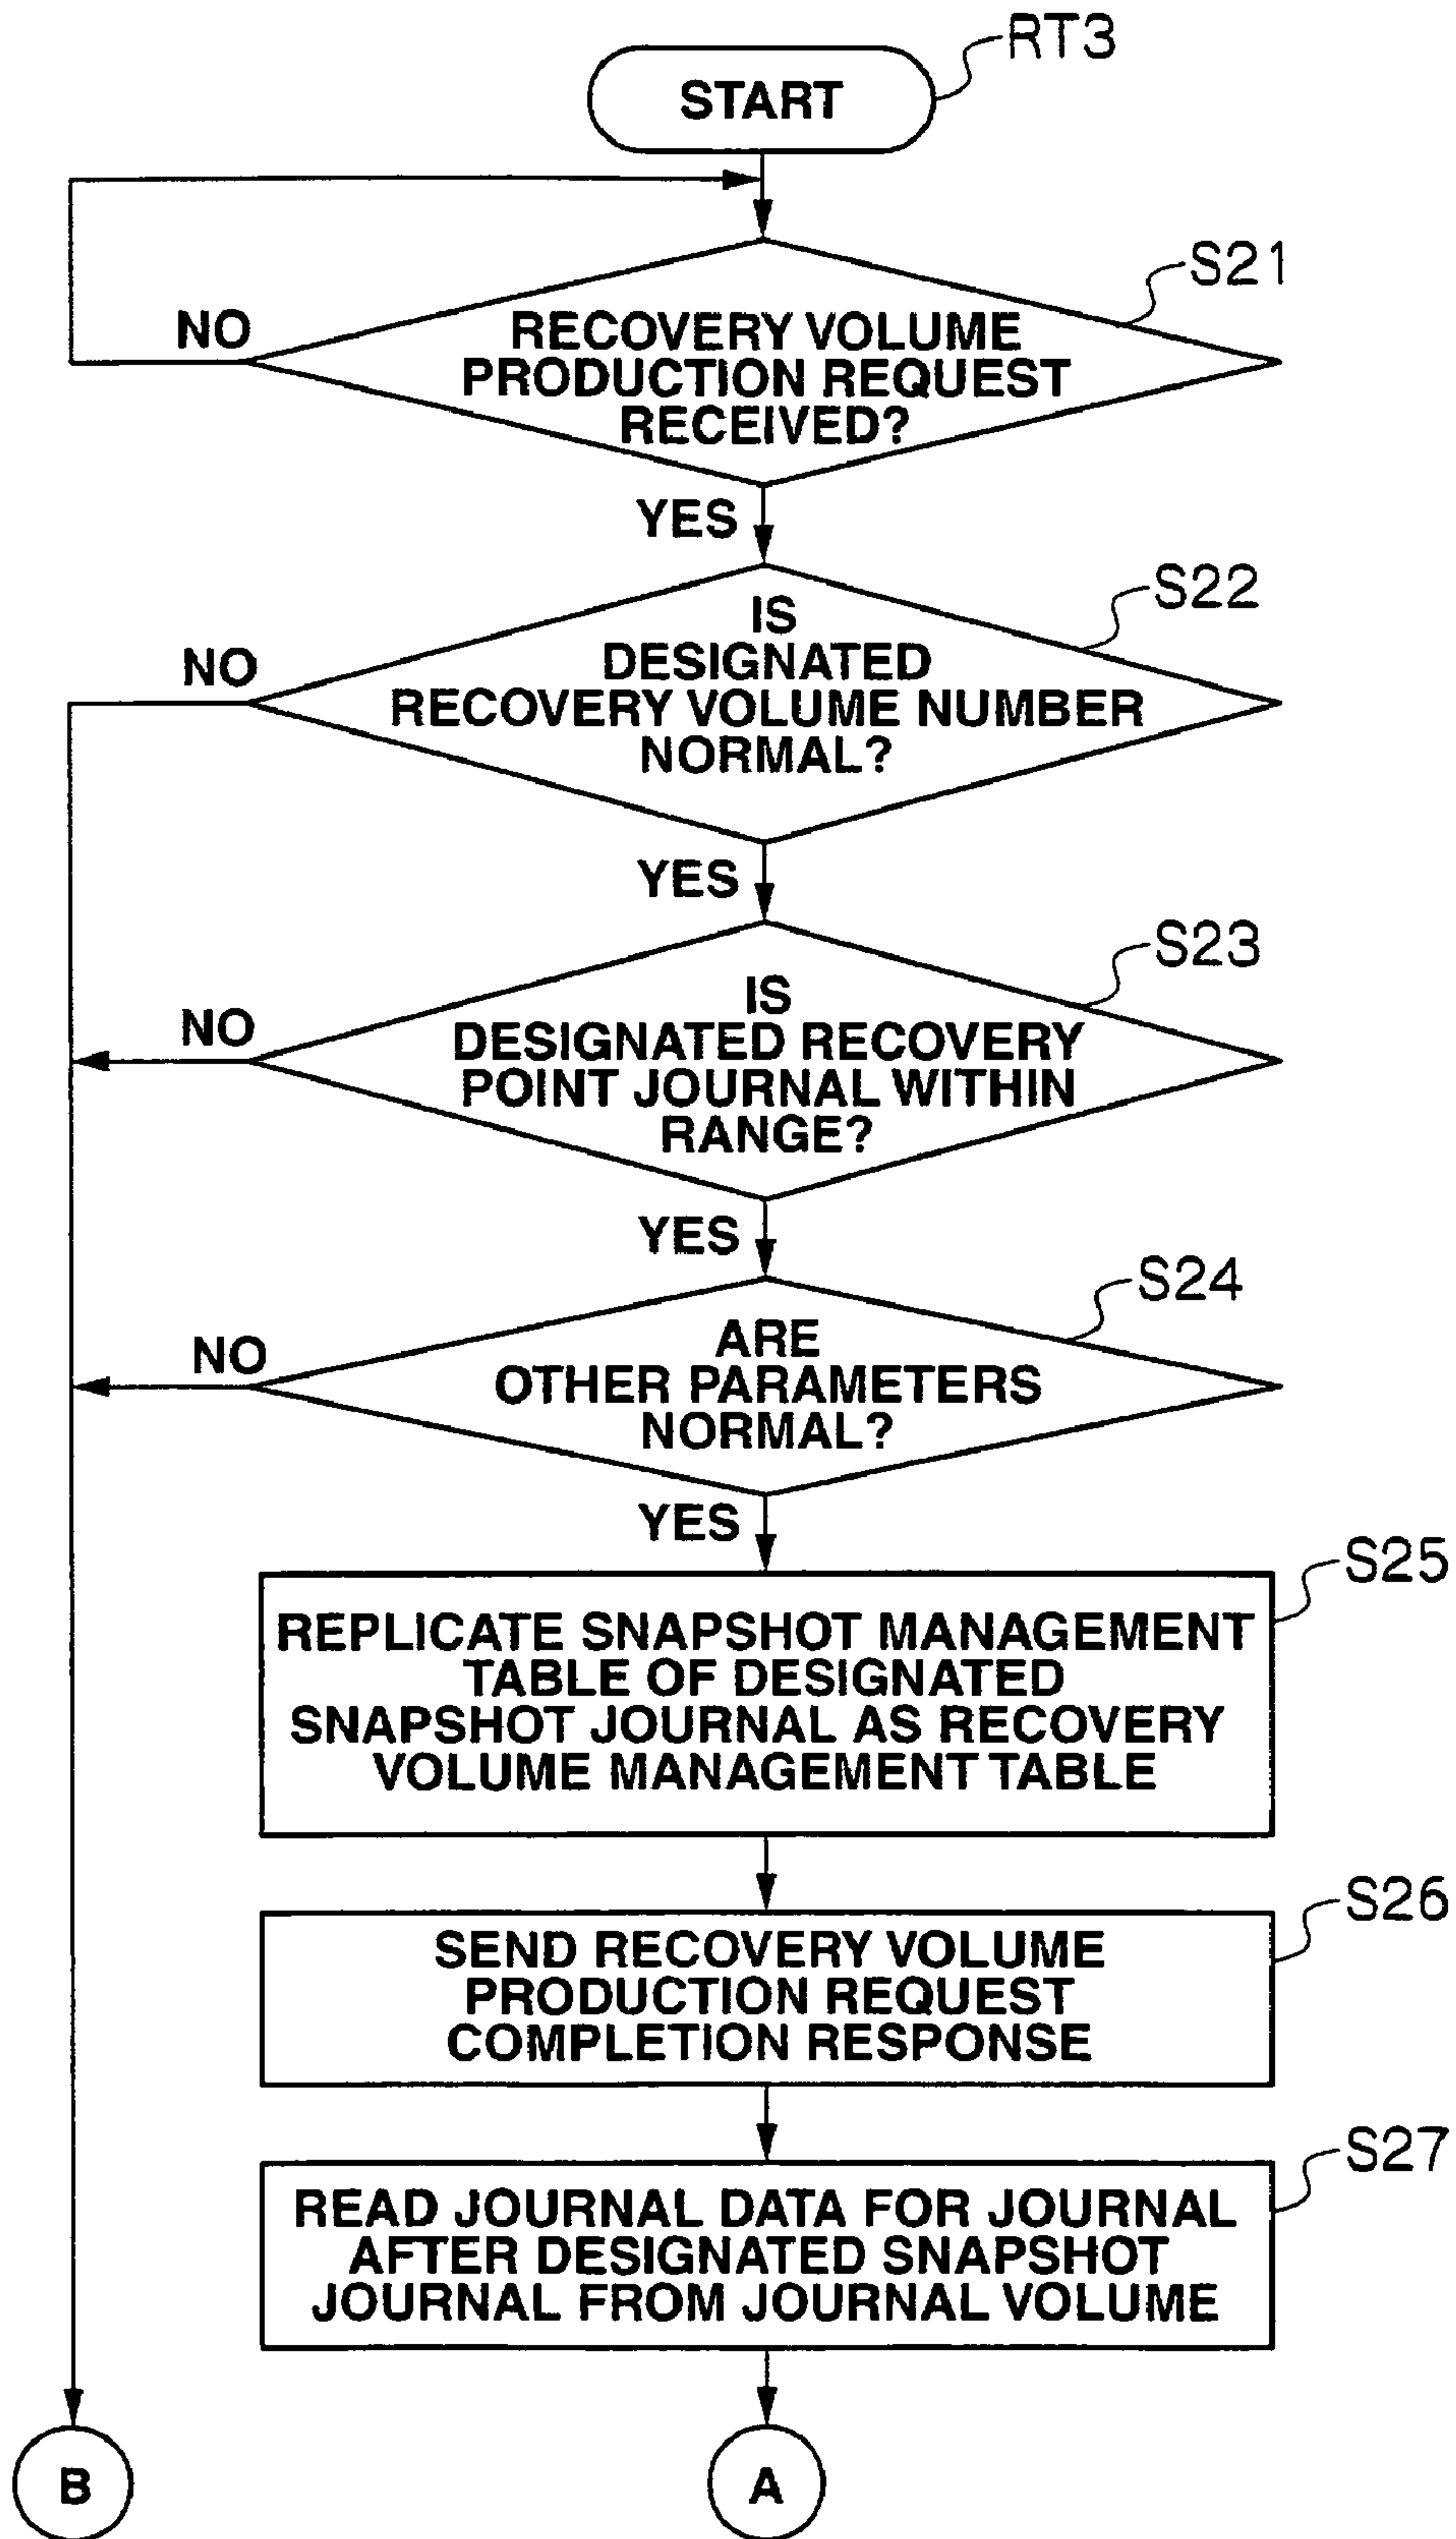 RT3
START
S21
NO
RECOVERY VOLUME
PRODUCTION REQUEST
RECEIVED?
YES
S22
IS
NO
DESIGNATED
RECOVERY VOLUME NUMBER
NORMAL?
YES
S23
IS
NO
DESIGNATED RECOVERY
POINT JOURNAL WITHIN
RANGE?
YES
S24
ARE
NO
OTHER PARAMETERS
NORMAL?
YES
S25
REPLICATE SNAPSHOT MANAGEMENT
TABLE OF DESIGNATED
SNAPSHOT JOURNAL AS RECOVERY
VOLUME MANAGEMENT TABLE
S26
SEND RECOVERY VOLUME
PRODUCTION REQUEST
COMPLETION RESPONSE
S27
READ JOURNAL DATA FOR JOURNAL
AFTER DESIGNATED SNAPSHOT
JOURNAL FROM JOURNAL VOLUME
B
A